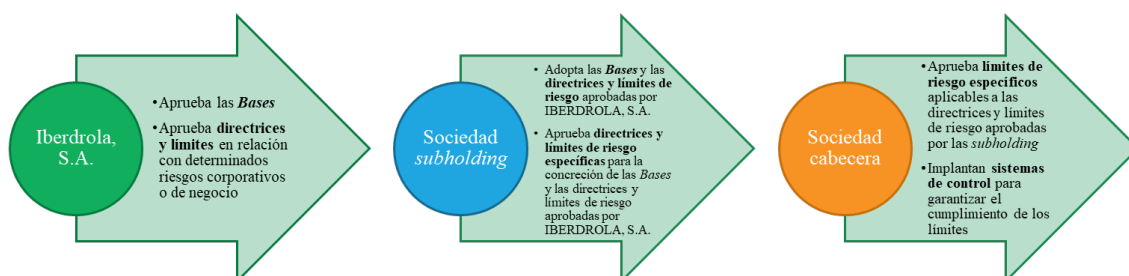 Iberdrola,
S.A.
• Aprueba las Bases
• Aprueba directrices
y límites en relación
con determinados
riesgos corporativos
o de negocio
Sociedad
subholding
• Adopta las Bases y las
directrices y límites de
riesgo aprobadas por
IBERDROLA, S.A.
• Aprueba directrices y
límites de riesgo
específicas para la
concreción de las Bases
y las directrices y
límites de riesgo
aprobadas por
IBERDROLA, S.A.
Sociedad
cabecera
• Aprueba límites de
riesgo específicos
aplicables a las
directrices y límites
de riesgo aprobadas
por las subholding
• Implantan sistemas
de control para
garantizar el
cumplimiento de los
límites